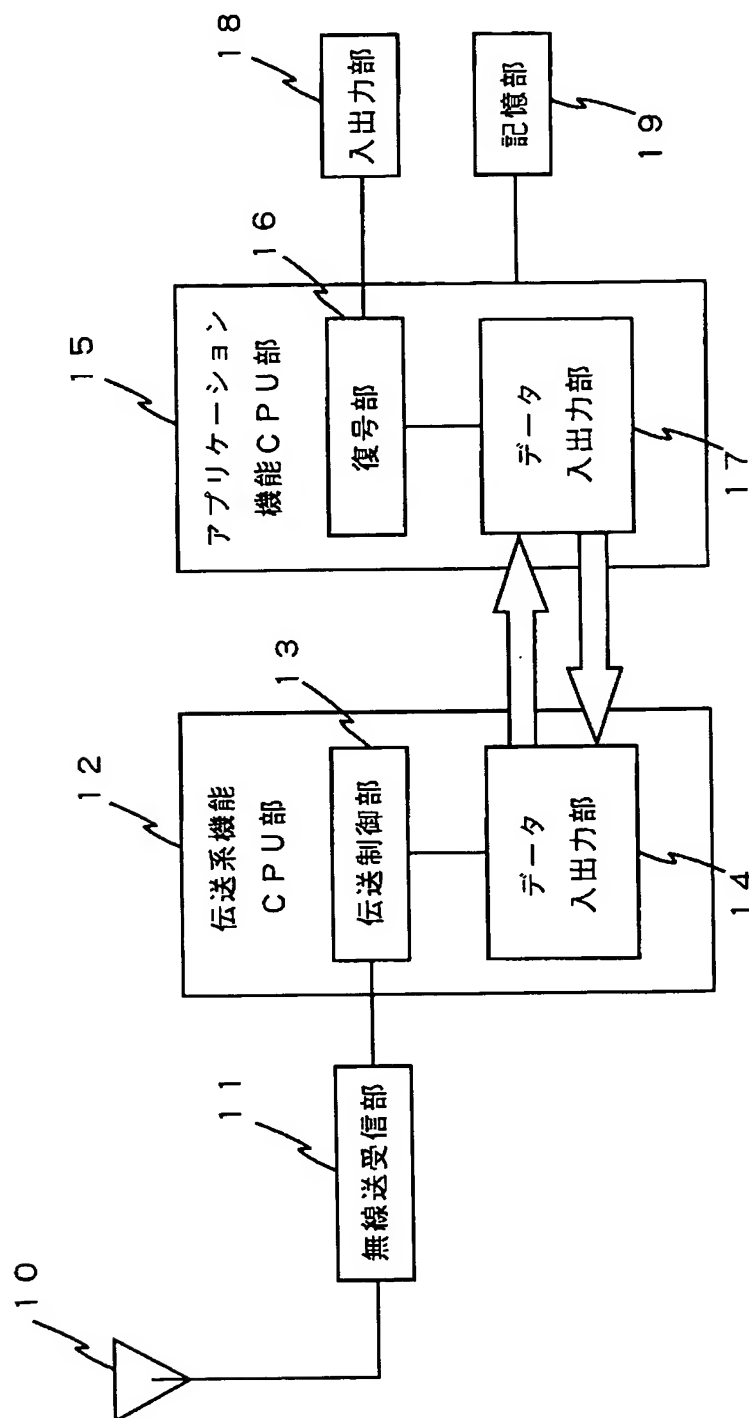 10
11
無線送受信部
12
伝送系機能
CPU部
13
伝送制御部
データ
入出力部
14
15
アプリケーション
機能CPU部
16
復号部
データ
入出力部
17
18
入出力部
記憶部
19